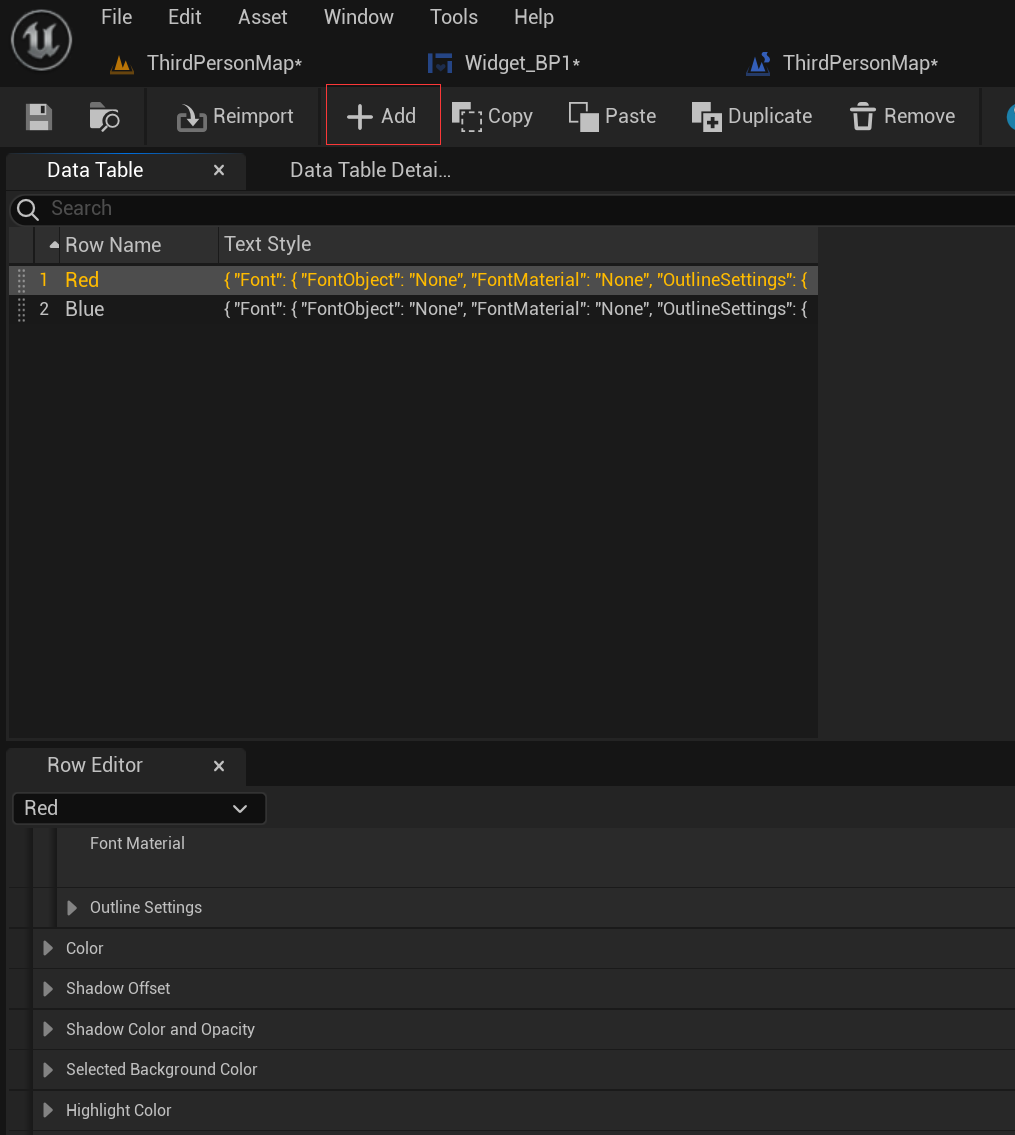 File Edit Asset Window Tools Help
ThirdPersonMap* Widget_BP1* ThirdPersonMap*
Reimport Add Copy Paste Duplicate Remove
Data Table Data Table Detai...
Search
Row Name Text Style
1 Red { "Font": { "FontObject": "None", "FontMaterial": "None", "OutlineSettings": {
2 Blue { "Font": { "FontObject": "None", "FontMaterial": "None", "OutlineSettings": {
Row Editor
Red
Font Material
Outline Settings
Color
Shadow Offset
Shadow Color and Opacity
Selected Background Color
Highlight Color